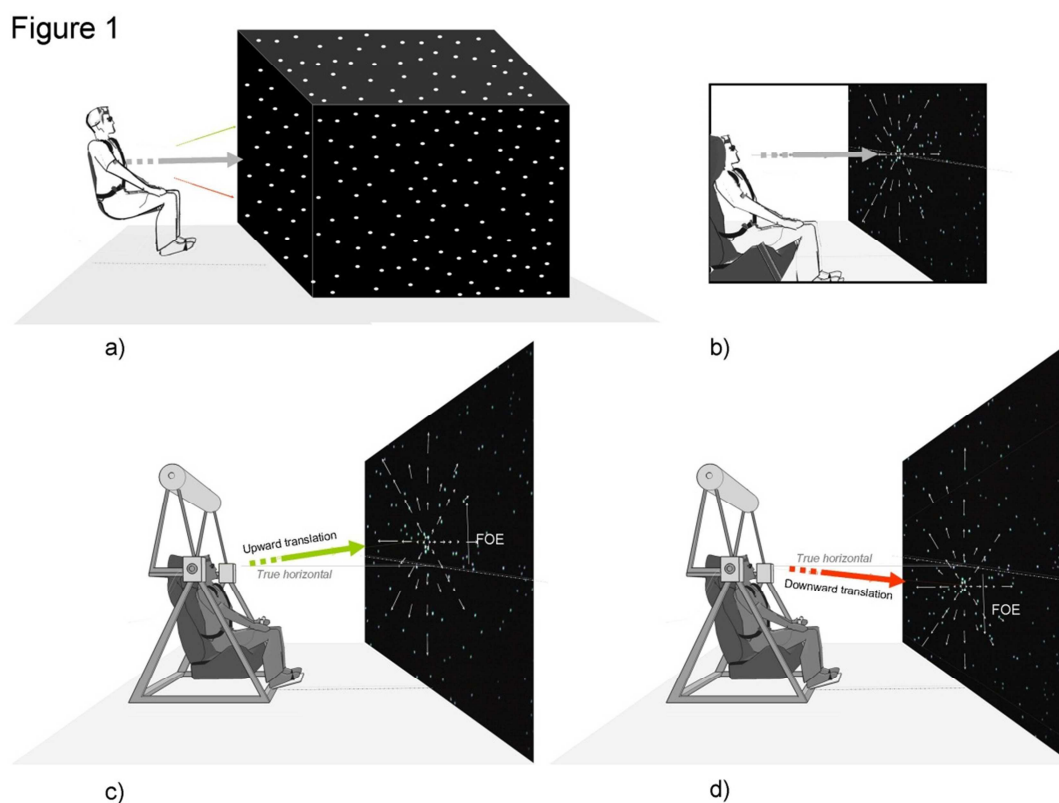 Figure 1
a)
b)
Upward translation
True horizontal
FOE
c)
True horizontal
Downward translation
FOE
d)